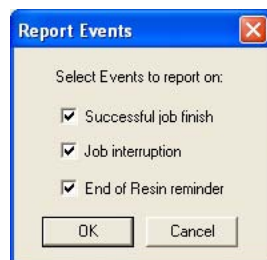 Report Events
Select Events to report on:
Successful job finish
Job interruption
End of Resin reminder
OK Cancel